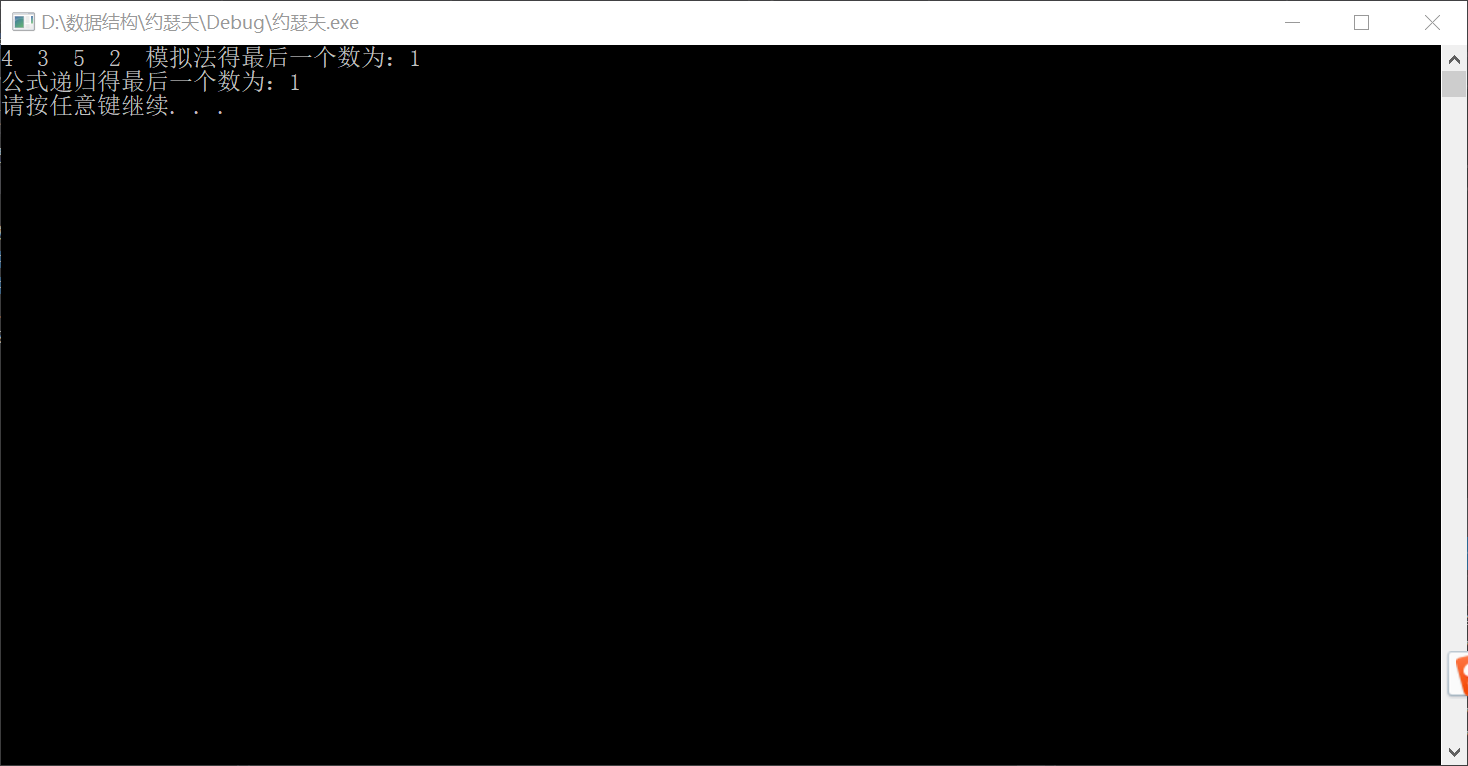 D:\数据结构\约瑟夫\Debug\约瑟夫.exe
4  3  5  2  模拟法得最后一个数为：1
公式递归得最后一个数为：1
请按任意键继续. . .